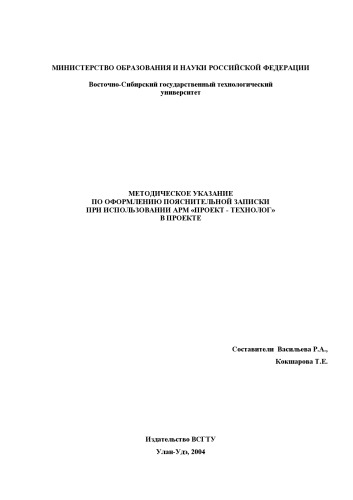 МИНИСТЕРСТВО ОБРАЗОВАНИЯ И НАУКИ РОССИЙСКОЙ ФЕДЕРАЦИИ
Восточно-Сибирский государственный технологический
университет
МЕТОДИЧЕСКОЕ УКАЗАНИЕ
ПО ОФОРМЛЕНИЮ ПОЯСНИТЕЛЬНОЙ ЗАПИСКИ
ПРИ ИСПОЛЬЗОВАНИИ АРМ «ПРОЕКТ - ТЕХНОЛОГ»
В ПРОЕКТЕ
Составители Васильева Р.А.,
Кокшарова Т.Е.
Издательство ВСГТУ
Улан-Удэ, 2004